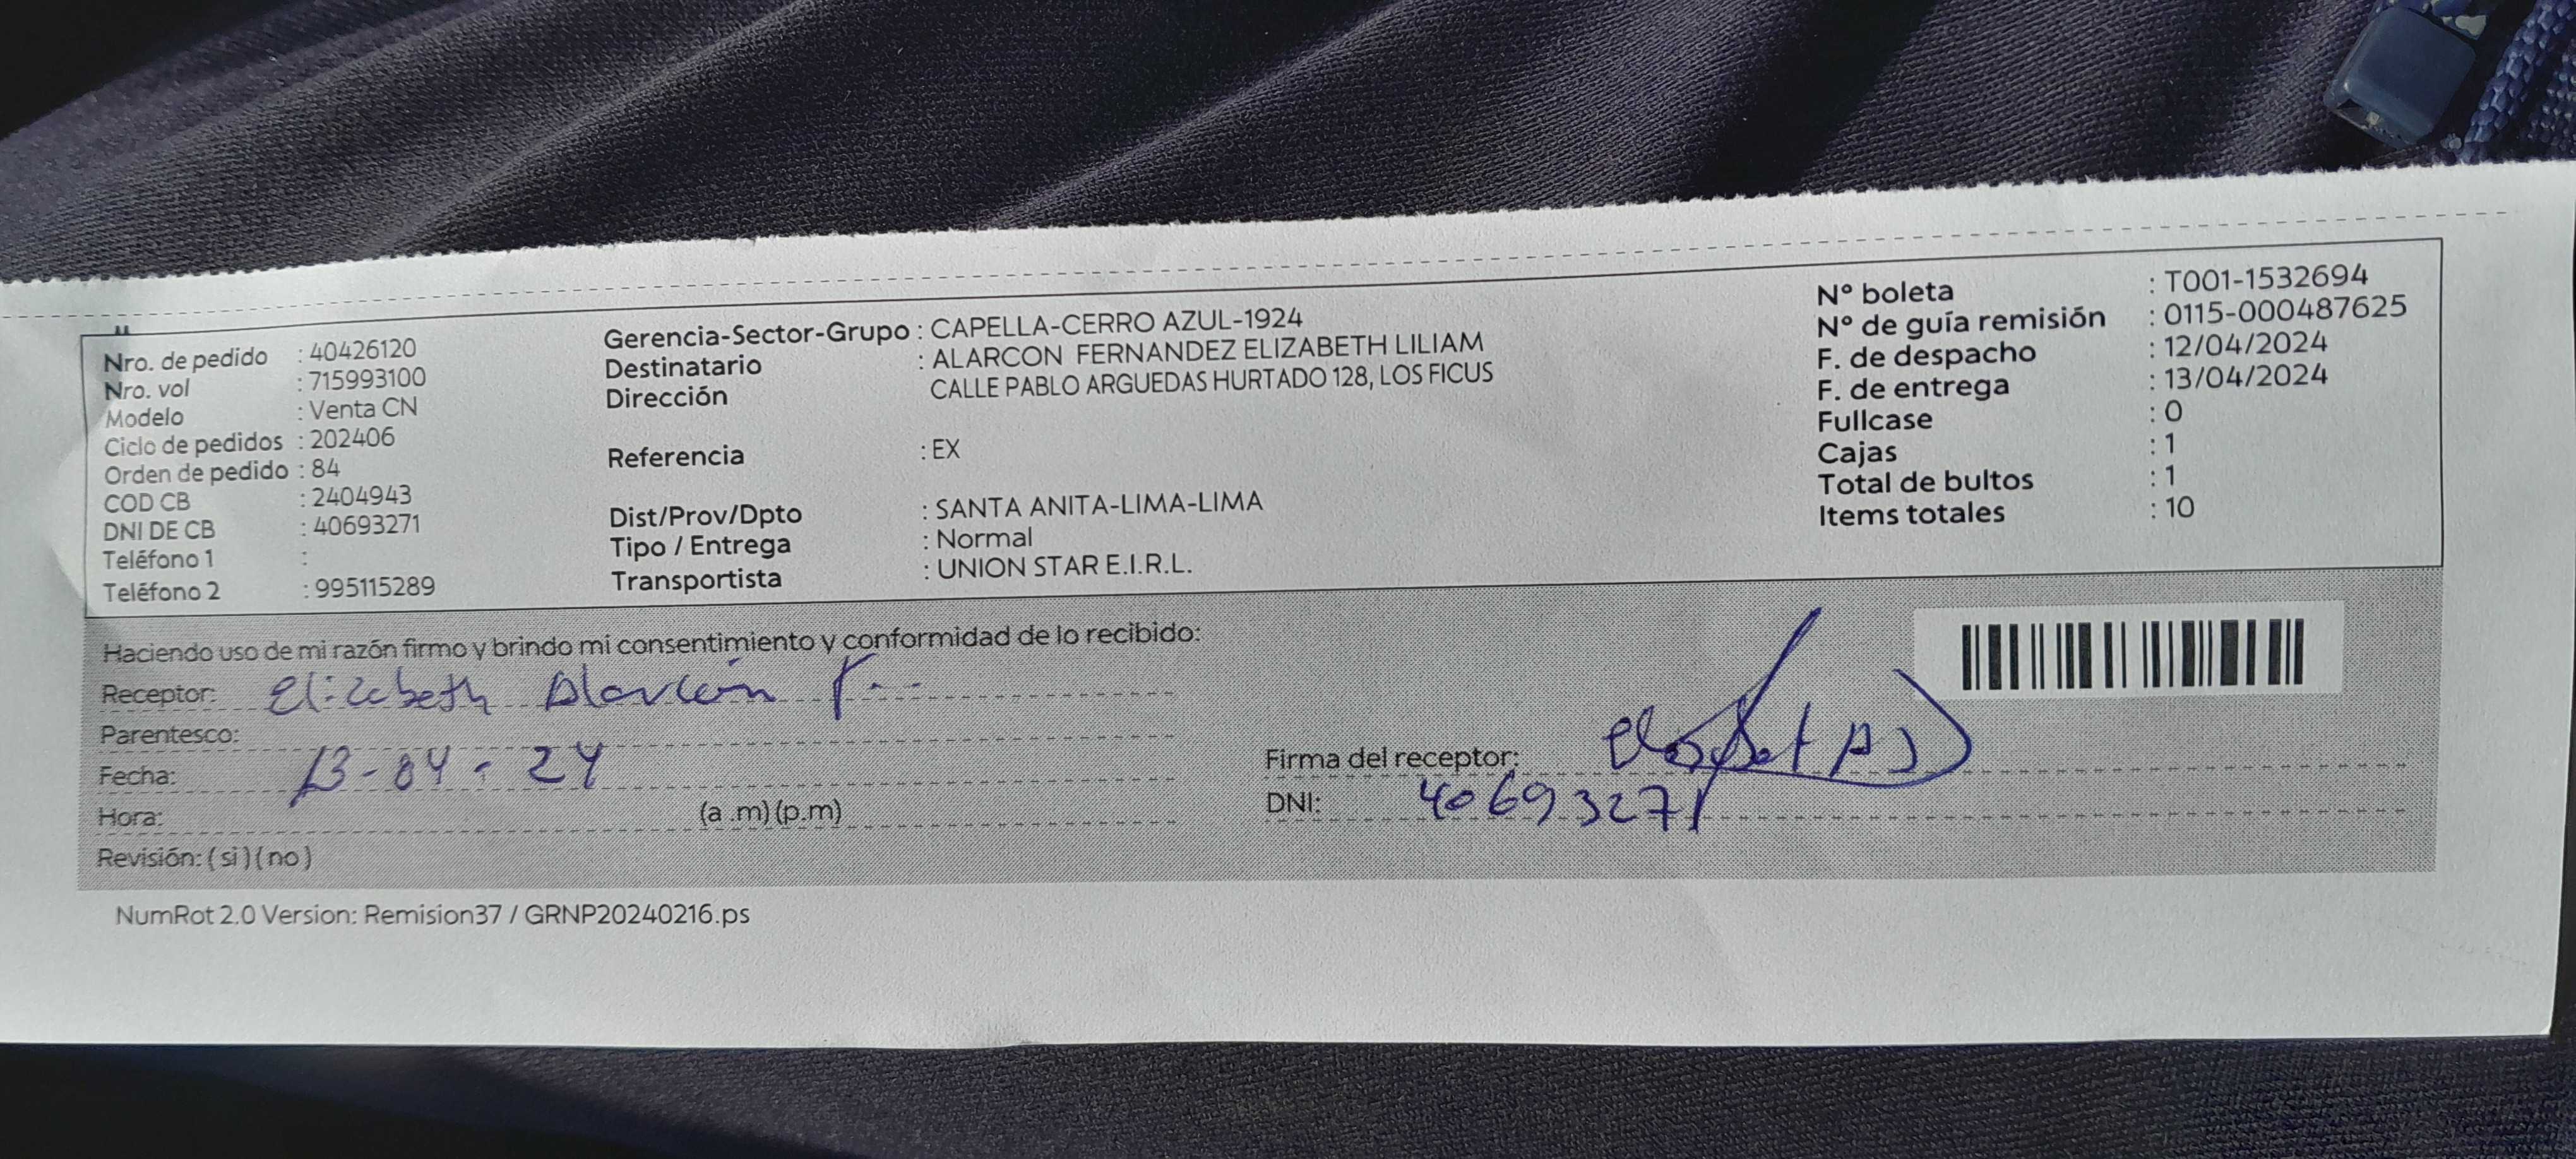 Nro. de pedido : 40426120
Nro. vol : 715993100
Modelo : Venta CN
Ciclo de pedidos : 202406
Orden de pedido : 84
COD CB : 2404943
DNI DE CB : 40693271
Teléfono 1 :
Teléfono 2 : 995115289
Gerencia-Sector-Grupo : CAPELLA-CERRO AZUL-1924
Destinatario : ALARCON FERNANDEZ ELIZABETH LILIAM
Dirección CALLE PABLO ARGUEDAS HURTADO 128, LOS FICUS
Referencia : EX
Dist/Prov/Dpto : SANTA ANITA-LIMA-LIMA
Tipo / Entrega : Normal
Transportista : UNION STAR E.I.R.L.
N° boleta : T001-1532694
N° de guía remisión : 0115-000487625
F. de despacho : 12/04/2024
F. de entrega : 13/04/2024
Fullcase : 0
Cajas : 1
Total de bultos : 1
Items totales : 10
Haciendo uso de mi razón firmo y brindo mi consentimiento y conformidad de lo recibido:
Receptor: Elizabeth Alarcón F--
Parentesco:
Fecha: 13-04-24
Hora: (a .m)(p.m)
Revisión: ( si )( no )
Firma del receptor:
DNI: 40693271
NumRot 2.0 Version: Remision37 / GRNP20240216.ps